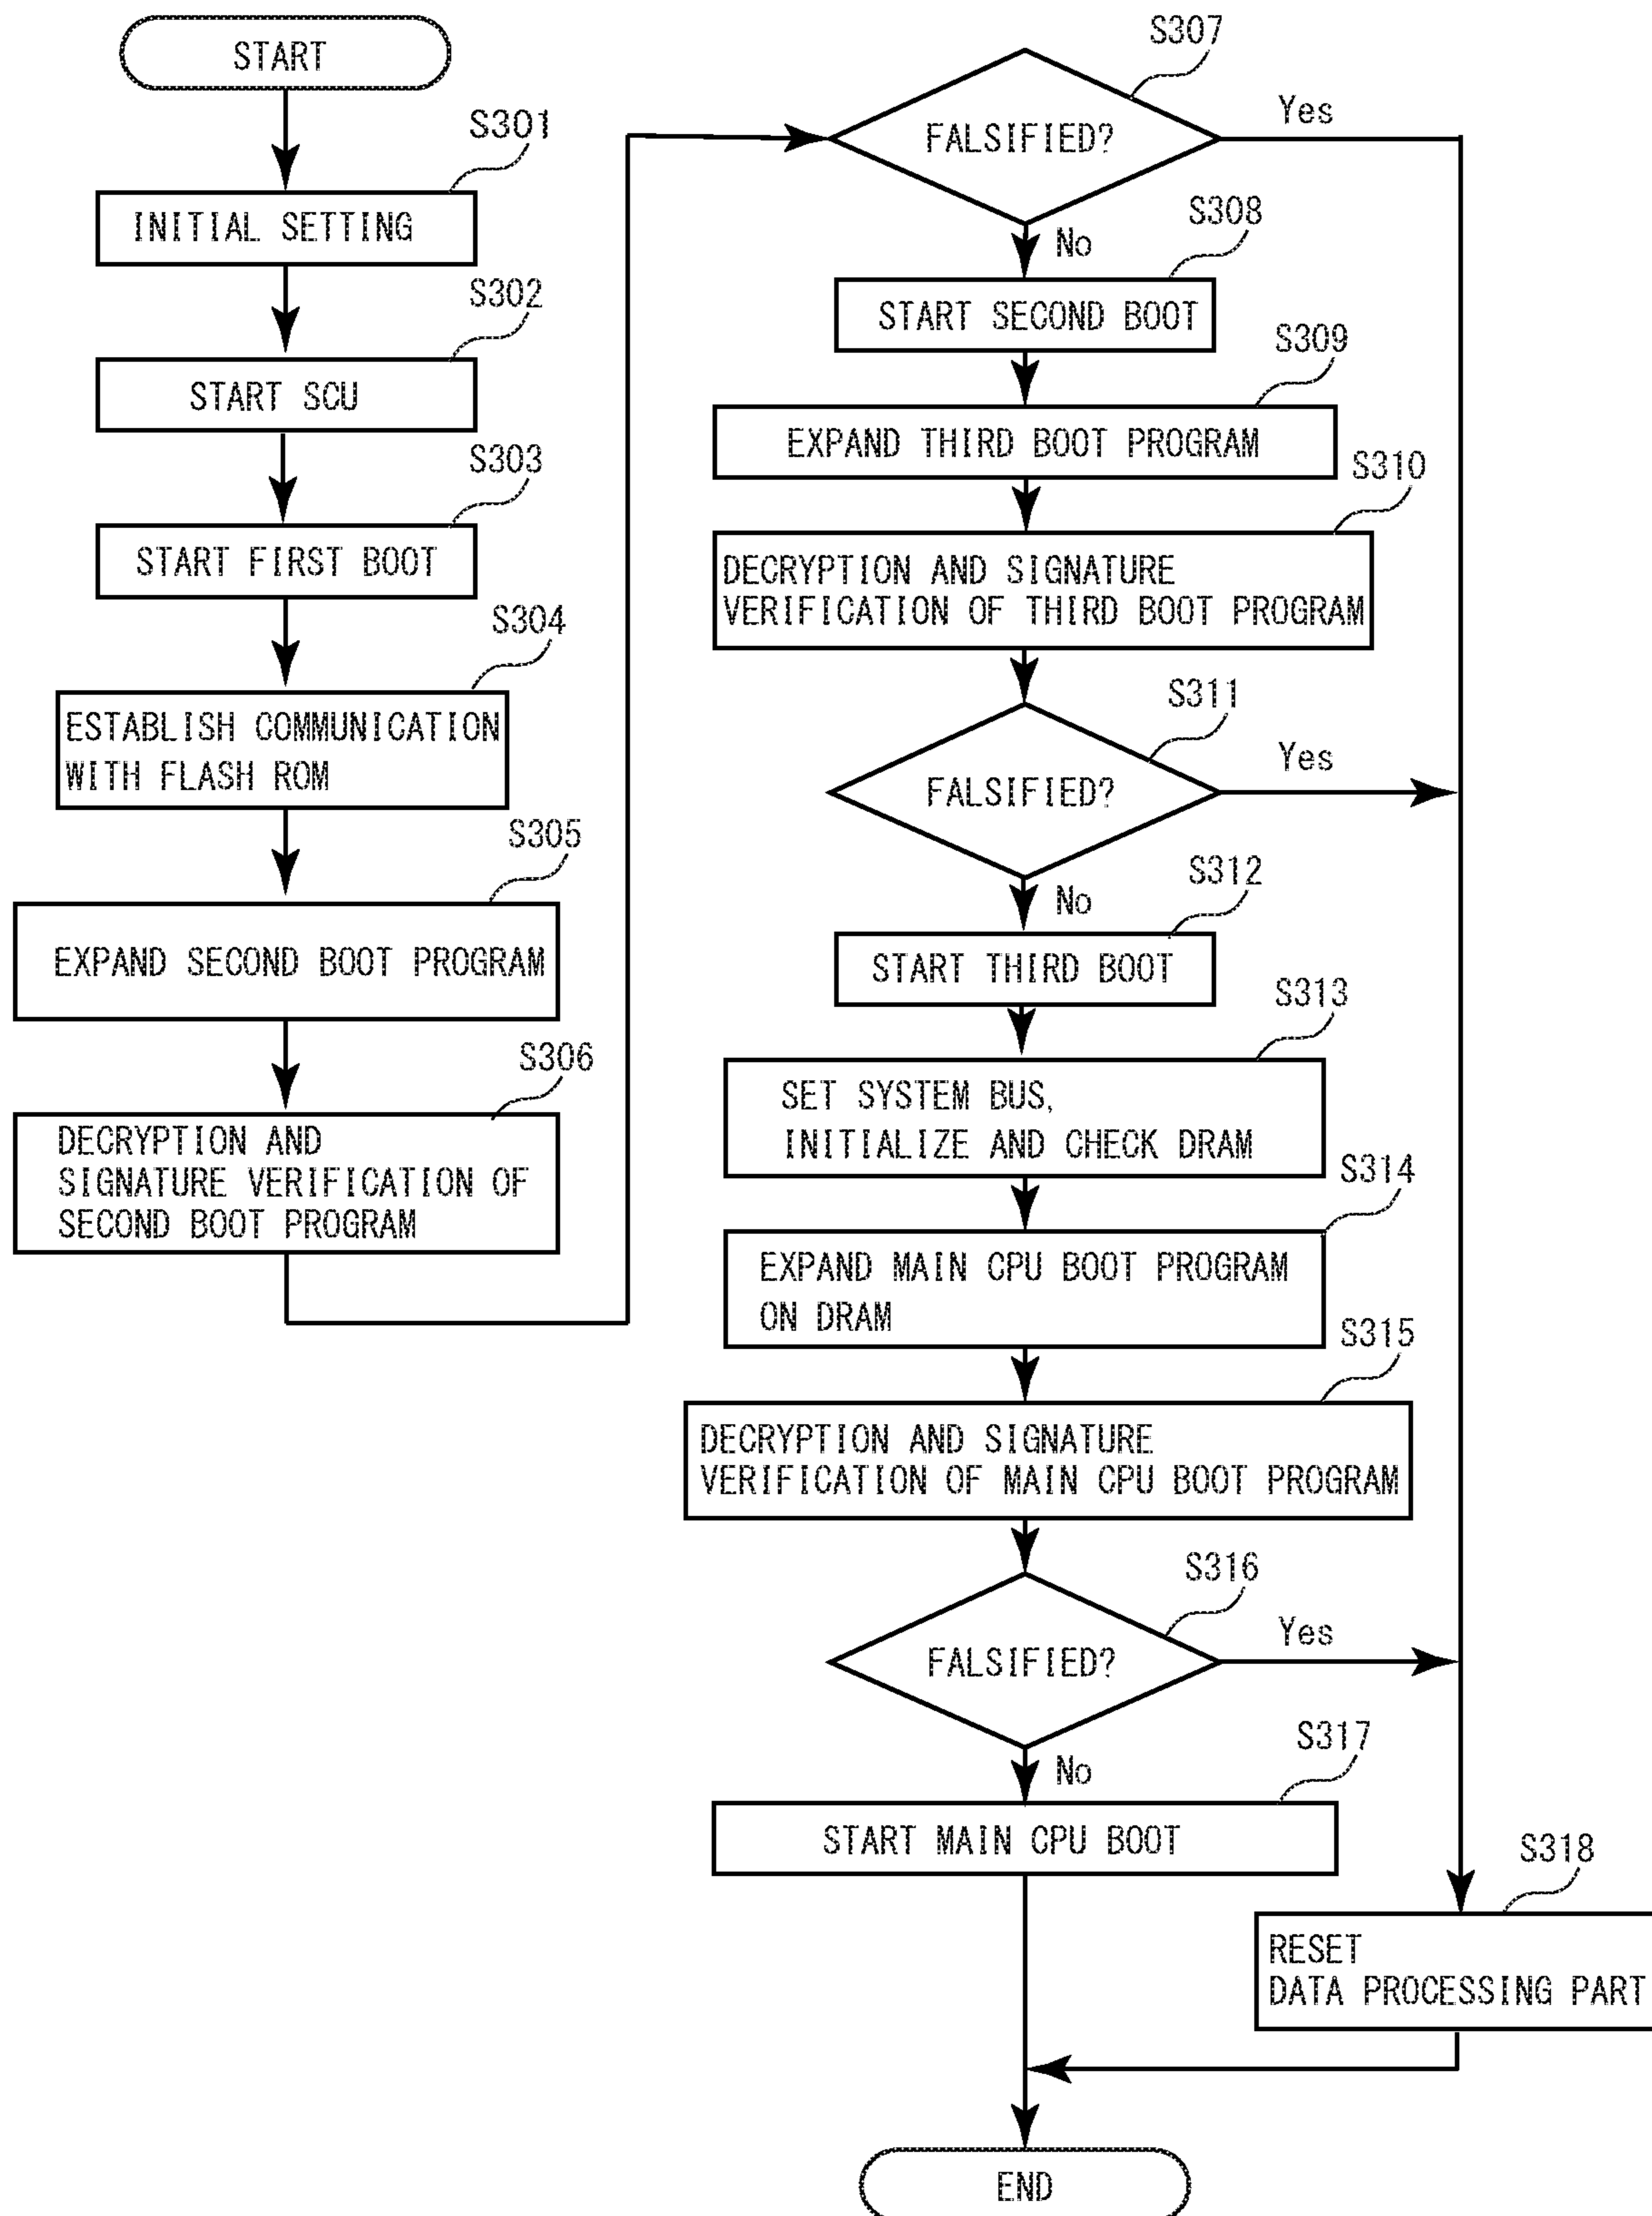 START
S301
INITIAL SETTING
S302
START SCU
S303
START FIRST BOOT
S304
ESTABLISH COMMUNICATION
WITH FLASH ROM
S305
EXPAND SECOND BOOT PROGRAM
S306
DECRYPTION AND
SIGNATURE VERIFICATION OF
SECOND BOOT PROGRAM
S307
FALSIFIED?
Yes
No
S308
START SECOND BOOT
S309
EXPAND THIRD BOOT PROGRAM
S310
DECRYPTION AND SIGNATURE
VERIFICATION OF THIRD BOOT PROGRAM
S311
FALSIFIED?
Yes
No
S312
START THIRD BOOT
S313
SET SYSTEM BUS,
INITIALIZE AND CHECK DRAM
S314
EXPAND MAIN CPU BOOT PROGRAM
ON DRAM
S315
DECRYPTION AND SIGNATURE
VERIFICATION OF MAIN CPU BOOT PROGRAM
S316
FALSIFIED?
Yes
No
S317
START MAIN CPU BOOT
S318
RESET
DATA PROCESSING PART
END